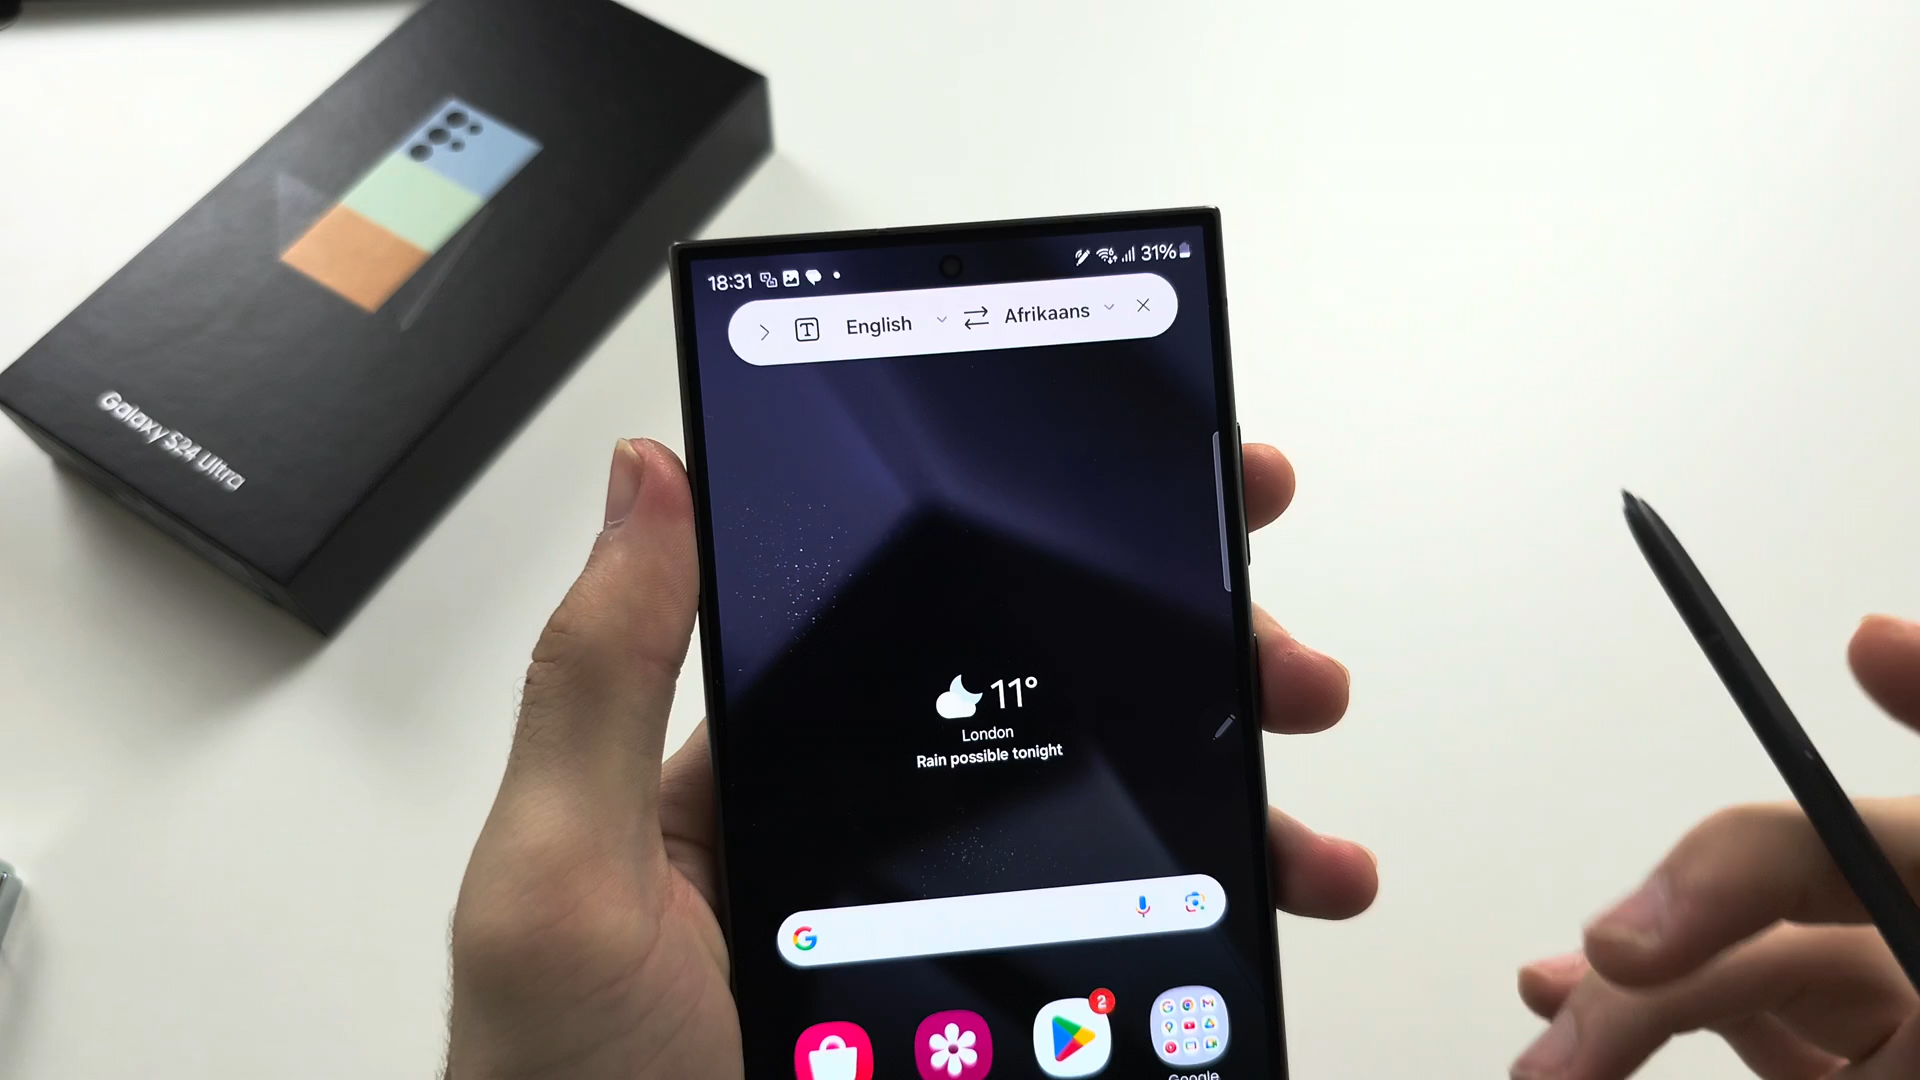 Galaxy S24 Ultra
18:31 31%
English Afrikaans
11°
London
Rain possible tonight
2
Google